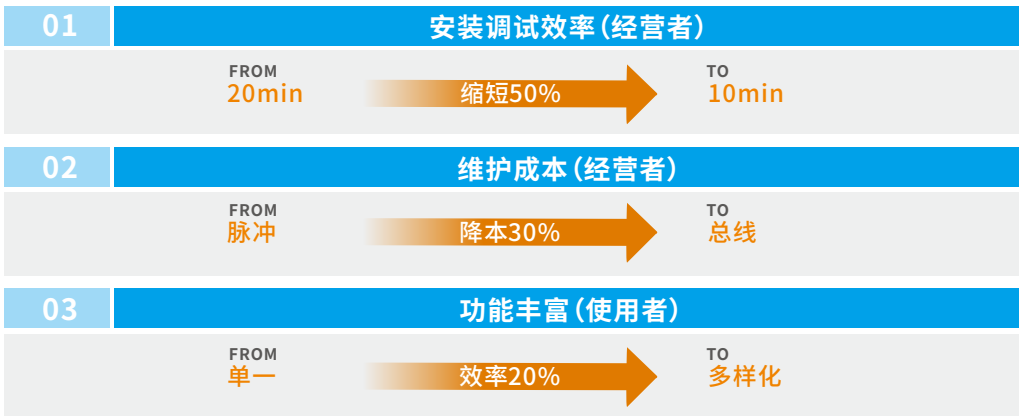 01 安装调试效率(经营者)
FROM
20min
缩短50%
TO
10min
02 维护成本(经营者)
FROM
脉冲
降本30%
TO
总线
03 功能丰富(使用者)
FROM
单一
效率20%
TO
多样化